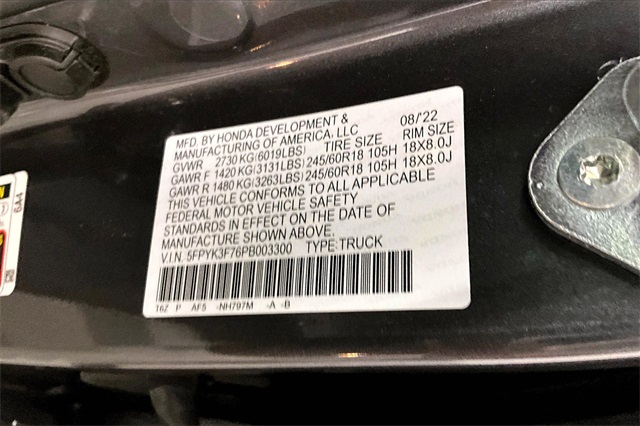 MFD. BY HONDA DEVELOPMENT &
MANUFACTURING OF AMERICA, LLC 08/'22
GVWR 2730 KG(6019LBS) TIRE SIZE RIM SIZE
GAWR F 1420 KG(3131LBS) 245/60R18 105H 18X8.0J
GAWR R 1480 KG(3263LBS) 245/60R18 105H 18X8.0J
THIS VEHICLE CONFORMS TO ALL APPLICABLE
FEDERAL MOTOR VEHICLE SAFETY
STANDARDS IN EFFECT ON THE DATE OF
MANUFACTURE SHOWN ABOVE.
V.I.N: 5FPYK3F76PB003300 TYPE:TRUCK
T6Z P AF5 -NH797M -A -B
6A4